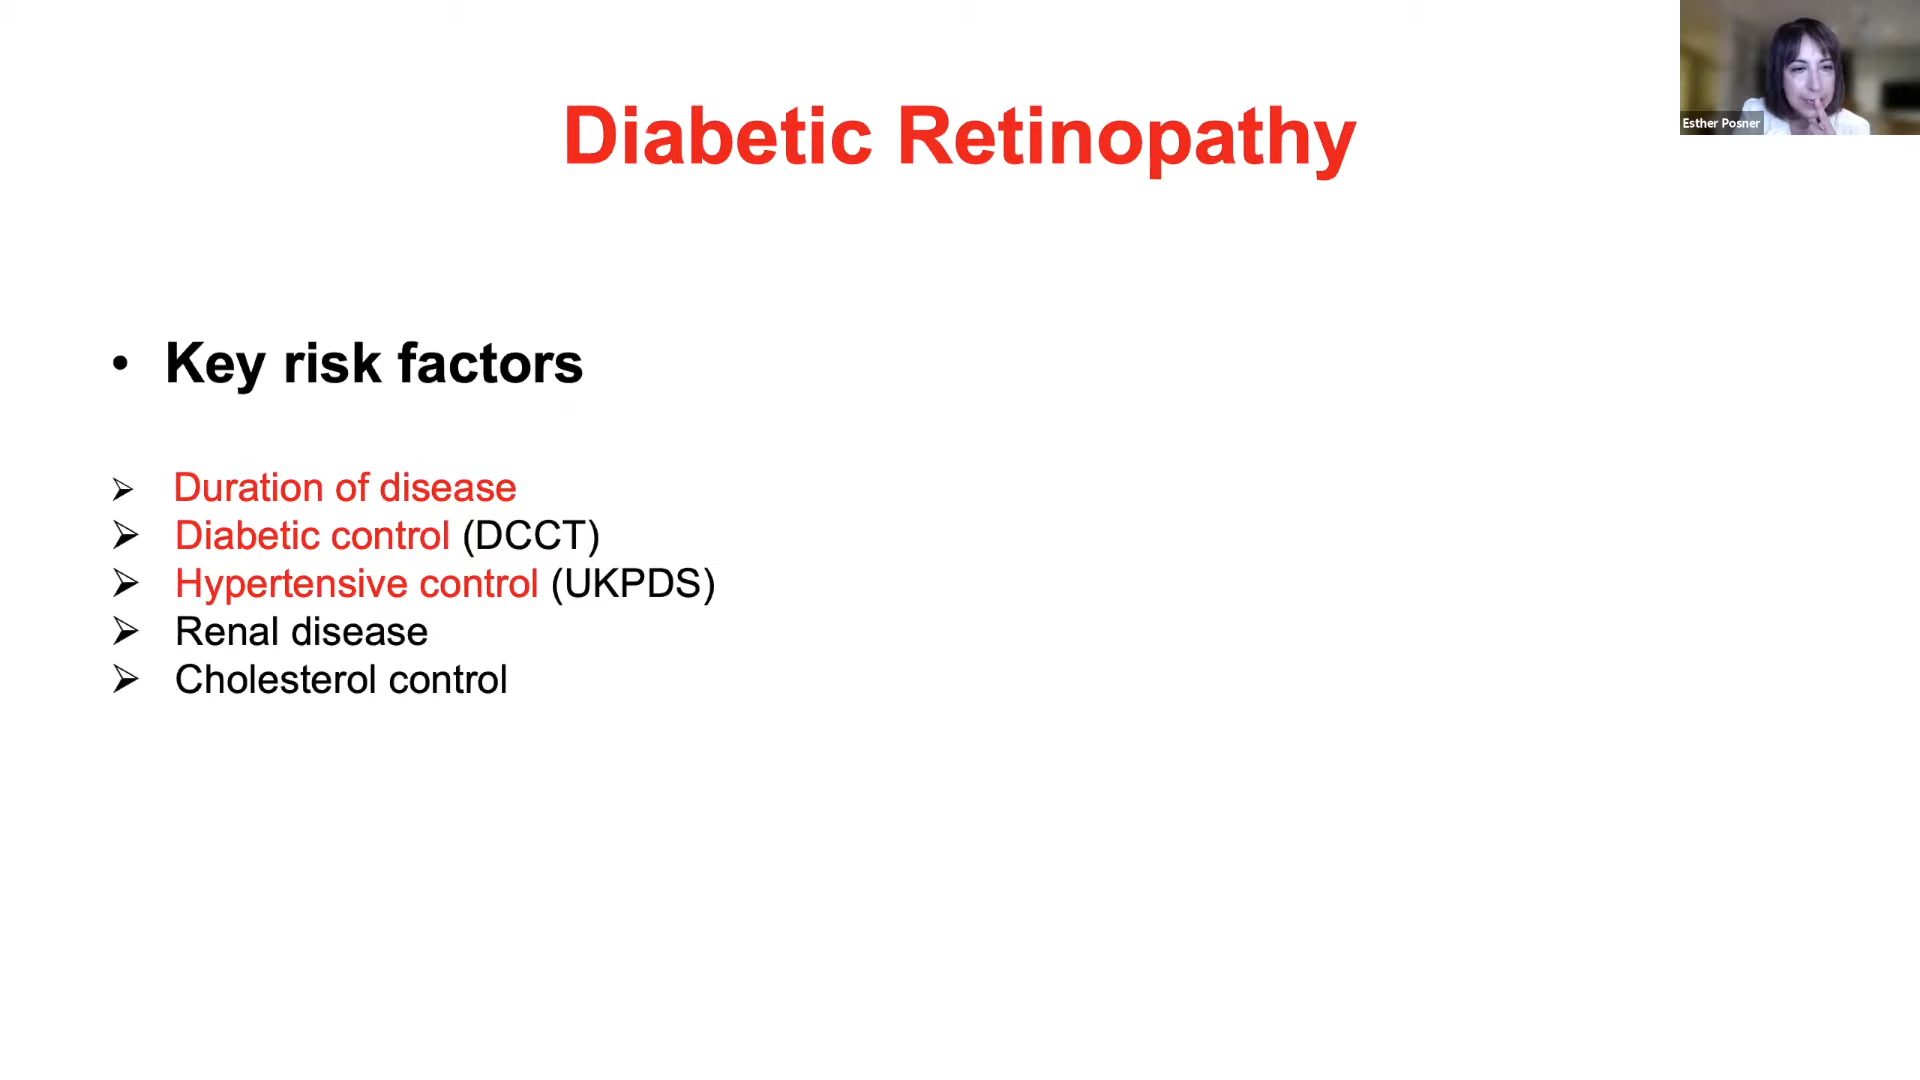 Diabetic Retinopathy
Esther Posner
• Key risk factors
➢ Duration of disease
➢ Diabetic control (DCCT)
➢ Hypertensive control (UKPDS)
➢ Renal disease
➢ Cholesterol control